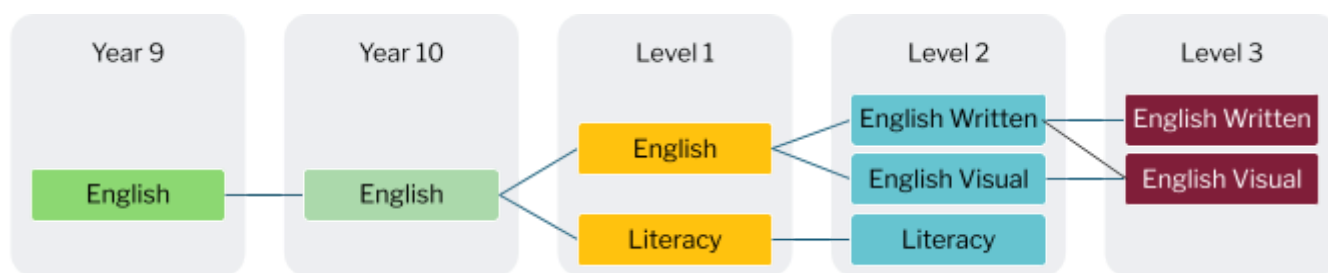 Year 9
English
Year 10
English
Level 1
English
Literacy
Level 2
English Written
English Visual
Literacy
Level 3
English Written
English Visual